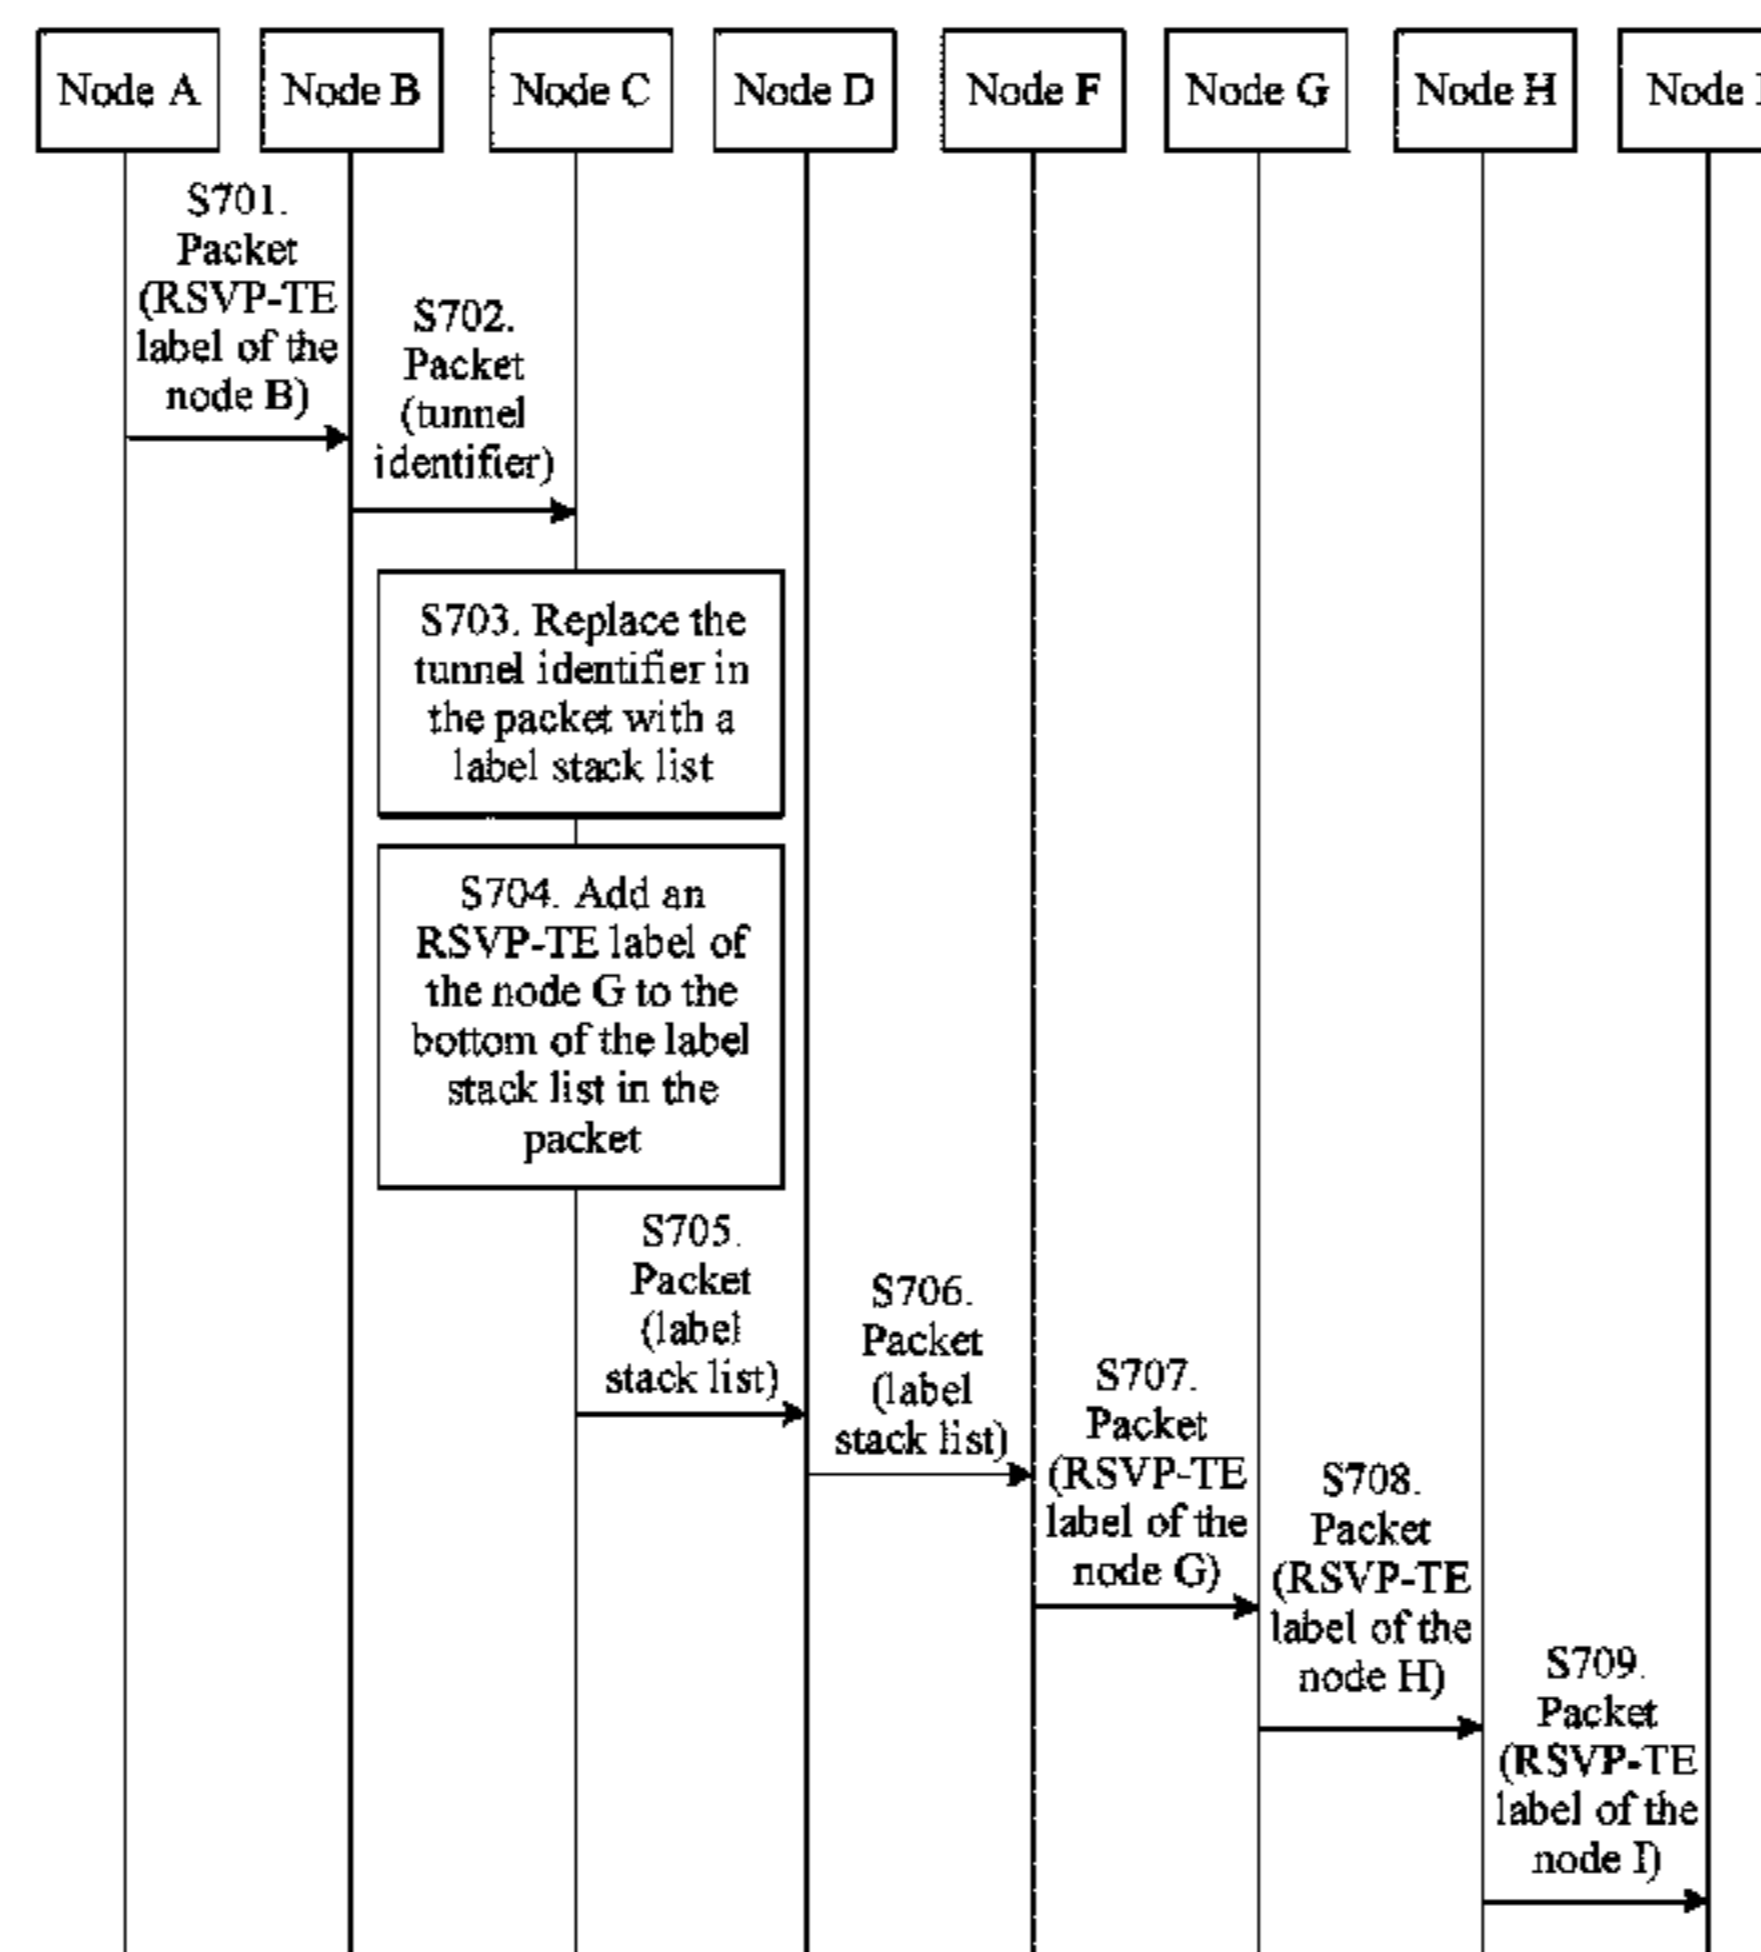 Node A
Node B
Node C
Node D
Node F
Node G
Node H
Node
S701.
Packet
(RSVP-TE
label of the
node B)
S702.
Packet
(tunnel
identifier)
S703. Replace the
tunnel identifier in
the packet with a
label stack list
S704. Add an
RSVP-TE label of
the node G to the
bottom of the label
stack list in the
packet
S705.
Packet
(label
stack list)
S706.
Packet
(label
stack list)
S707.
Packet
(RSVP-TE
label of the
node G)
S708.
Packet
(RSVP-TE
label of the
node H)
S709.
Packet
(RSVP-TE
label of the
node I)